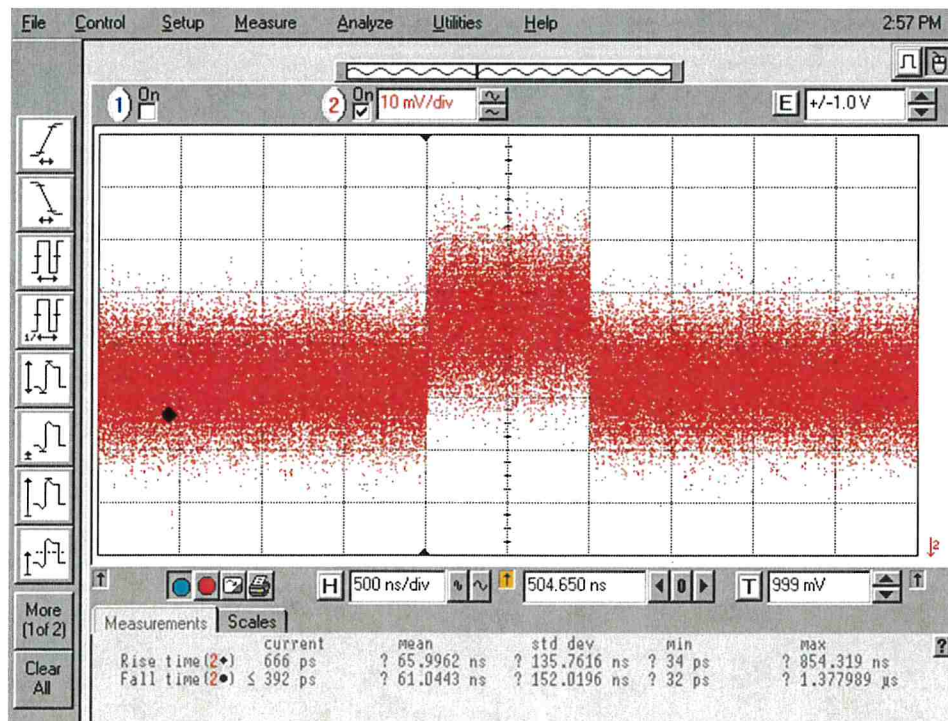 File Control Setup Measure Analyze Utilities Help 2:57 PM
1 On 2 On 10 mV/div E +/-1.0 V
2
H 500 ns/div 504.650 ns 0 T 999 mV
More
(1 of 2)
Clear
All
Measurements Scales
?
current mean std dev min max
Rise time(2◆) 666 ps ? 65.9962 ns ? 135.7616 ns ? 34 ps ? 854.319 ns
Fall time(2●) ≤ 392 ps ? 61.0443 ns ? 152.0196 ns ? 32 ps ? 1.377989 µs
1/